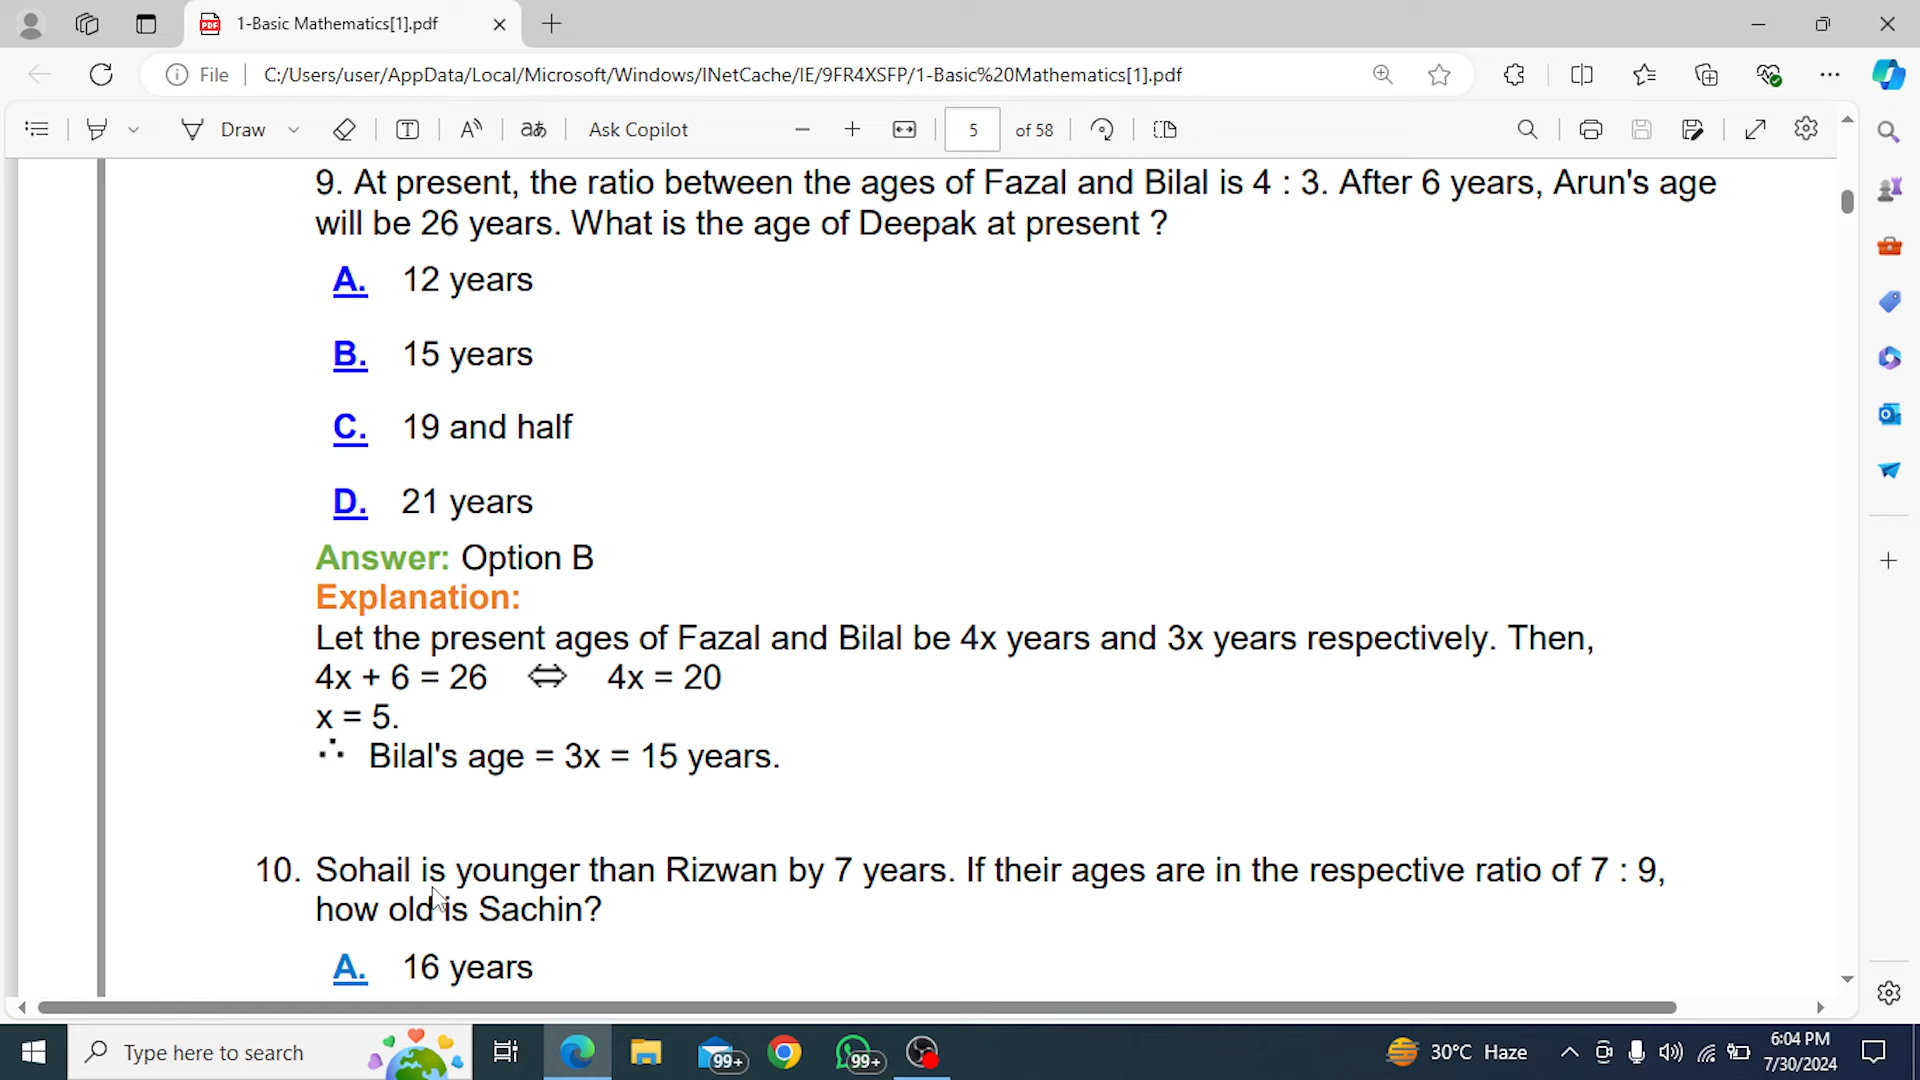 1-Basic Mathematics[1].pdf
File
C:/Users/user/AppData/Local/Microsoft/Windows/INetCache/IE/9FR4XSFP/1-Basic%20Mathematics[1].pdf
Draw
Ask Copilot
5
of 58
9. At present, the ratio between the ages of Fazal and Bilal is 4 : 3. After 6 years, Arun's age
will be 26 years. What is the age of Deepak at present ?
A. 12 years
B. 15 years
C. 19 and half
D. 21 years
Answer: Option B
Explanation:
Let the present ages of Fazal and Bilal be 4x years and 3x years respectively. Then,
4x + 6 = 26 ⇔ 4x = 20
x = 5.
∴ Bilal's age = 3x = 15 years.
10. Sohail is younger than Rizwan by 7 years. If their ages are in the respective ratio of 7 : 9,
how old is Sachin?
A. 16 years
Type here to search
99+
99+
30°C Haze
6:04 PM
7/30/2024